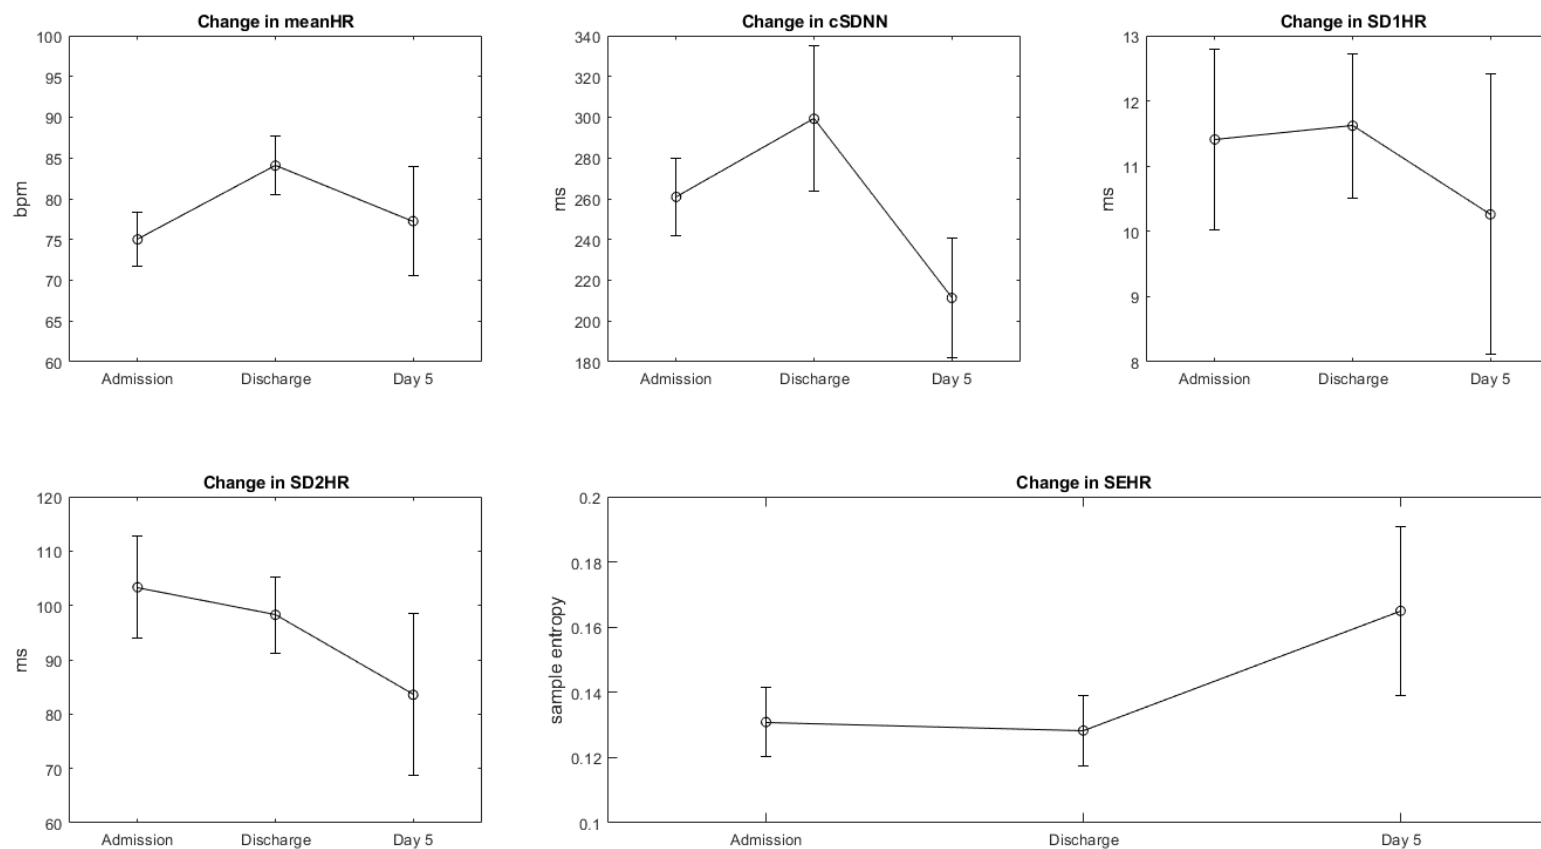 Change in meanHR
100
95
90
85
80
75
70
65
60
bpm
Admission Discharge Day 5
Change in cSDNN
340
320
300
280
260
240
220
200
180
ms
Admission Discharge Day 5
Change in SD1HR
13
12
11
10
9
8
ms
Admission Discharge Day 5
Change in SD2HR
120
110
100
90
80
70
60
ms
Admission Discharge Day 5
Change in SEHR
0.2
0.18
0.16
0.14
0.12
0.1
sample entropy
Admission Discharge Day 5